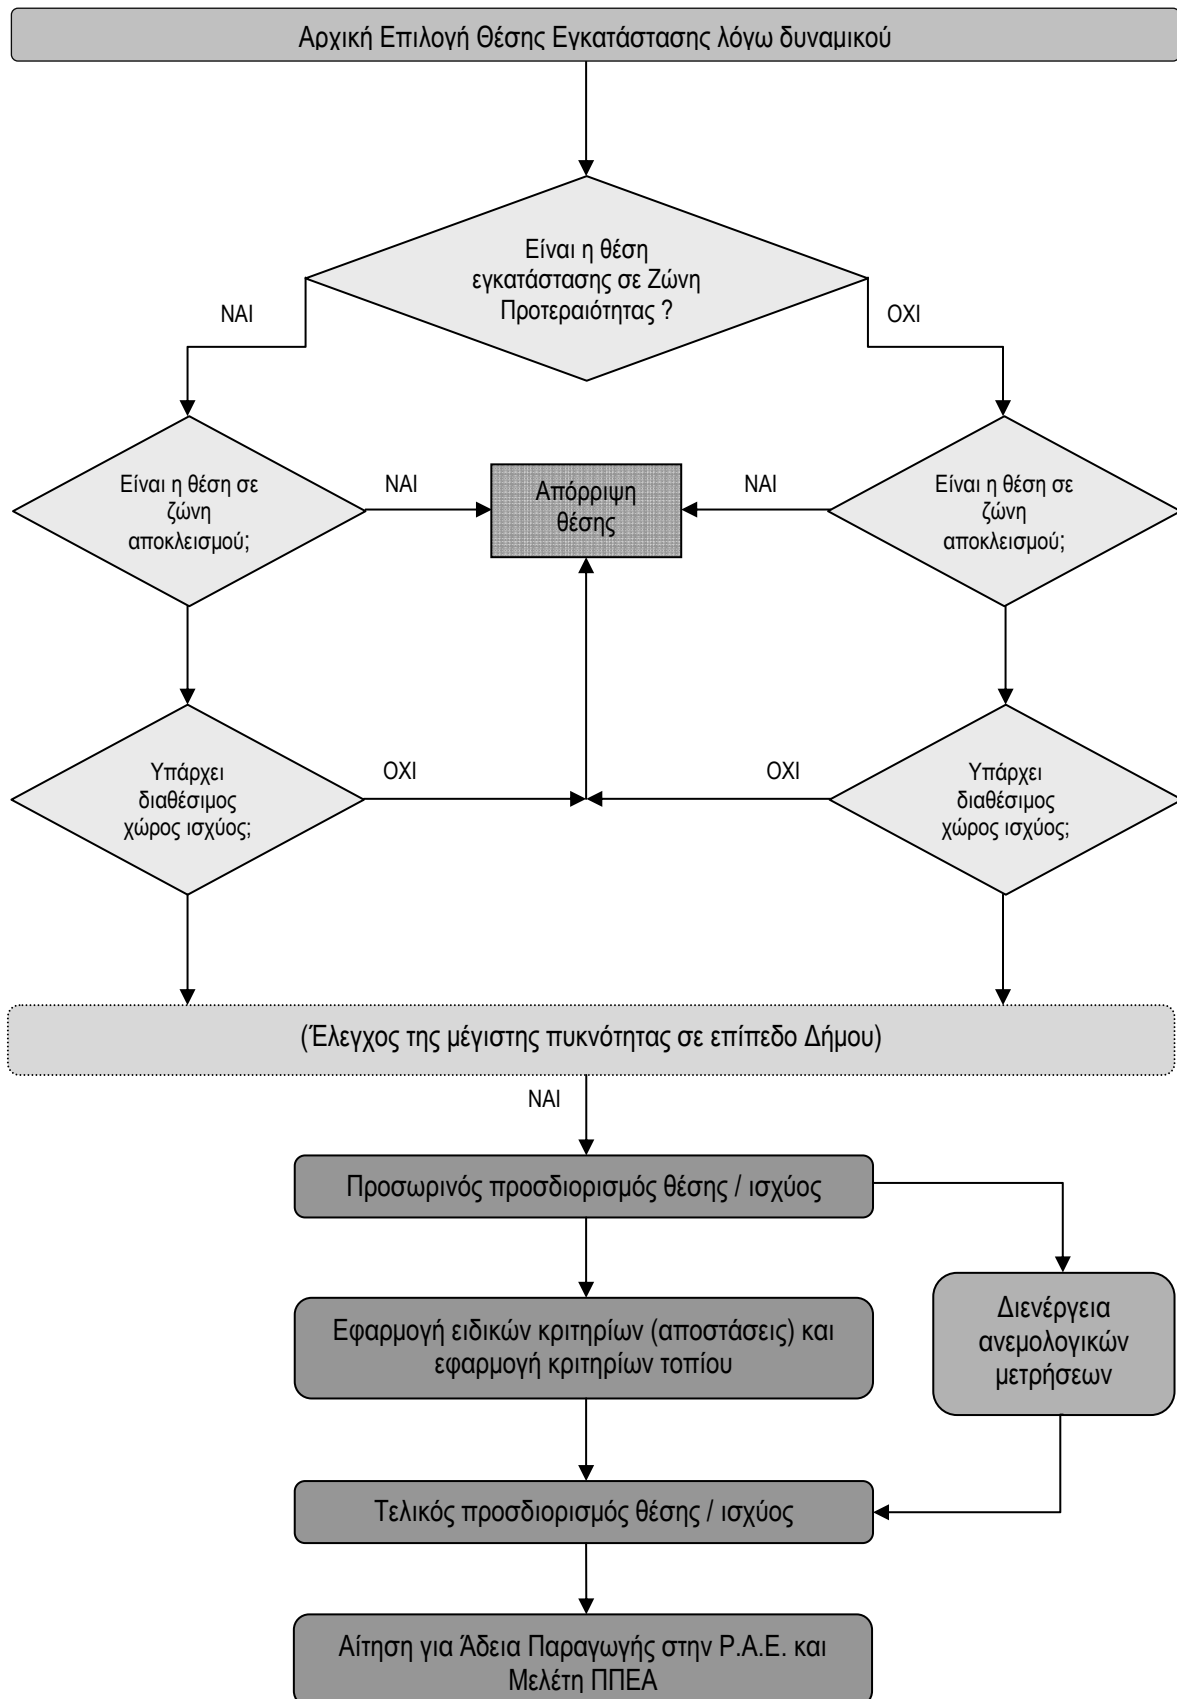 Αρχική Επιλογή Θέσης Εγκατάστασης λόγω δυναμικού
Είναι η θέση
εγκατάστασης σε Ζώνη
Προτεραιότητας ?
ΝΑΙ
ΟΧΙ
Είναι η θέση σε
ζώνη
αποκλεισμού;
ΝΑΙ
Απόρριψη
θέσης
ΝΑΙ
Είναι η θέση σε
ζώνη
αποκλεισμού;
Υπάρχει
διαθέσιμος
χώρος ισχύος;
ΟΧΙ
ΟΧΙ
Υπάρχει
διαθέσιμος
χώρος ισχύος;
(Έλεγχος της μέγιστης πυκνότητας σε επίπεδο Δήμου)
ΝΑΙ
Προσωρινός προσδιορισμός θέσης / ισχύος
Εφαρμογή ειδικών κριτηρίων (αποστάσεις) και
εφαρμογή κριτηρίων τοπίου
Διενέργεια
ανεμολογικών
μετρήσεων
Τελικός προσδιορισμός θέσης / ισχύος
Αίτηση για Άδεια Παραγωγής στην Ρ.Α.Ε. και
Μελέτη ΠΠΕΑ